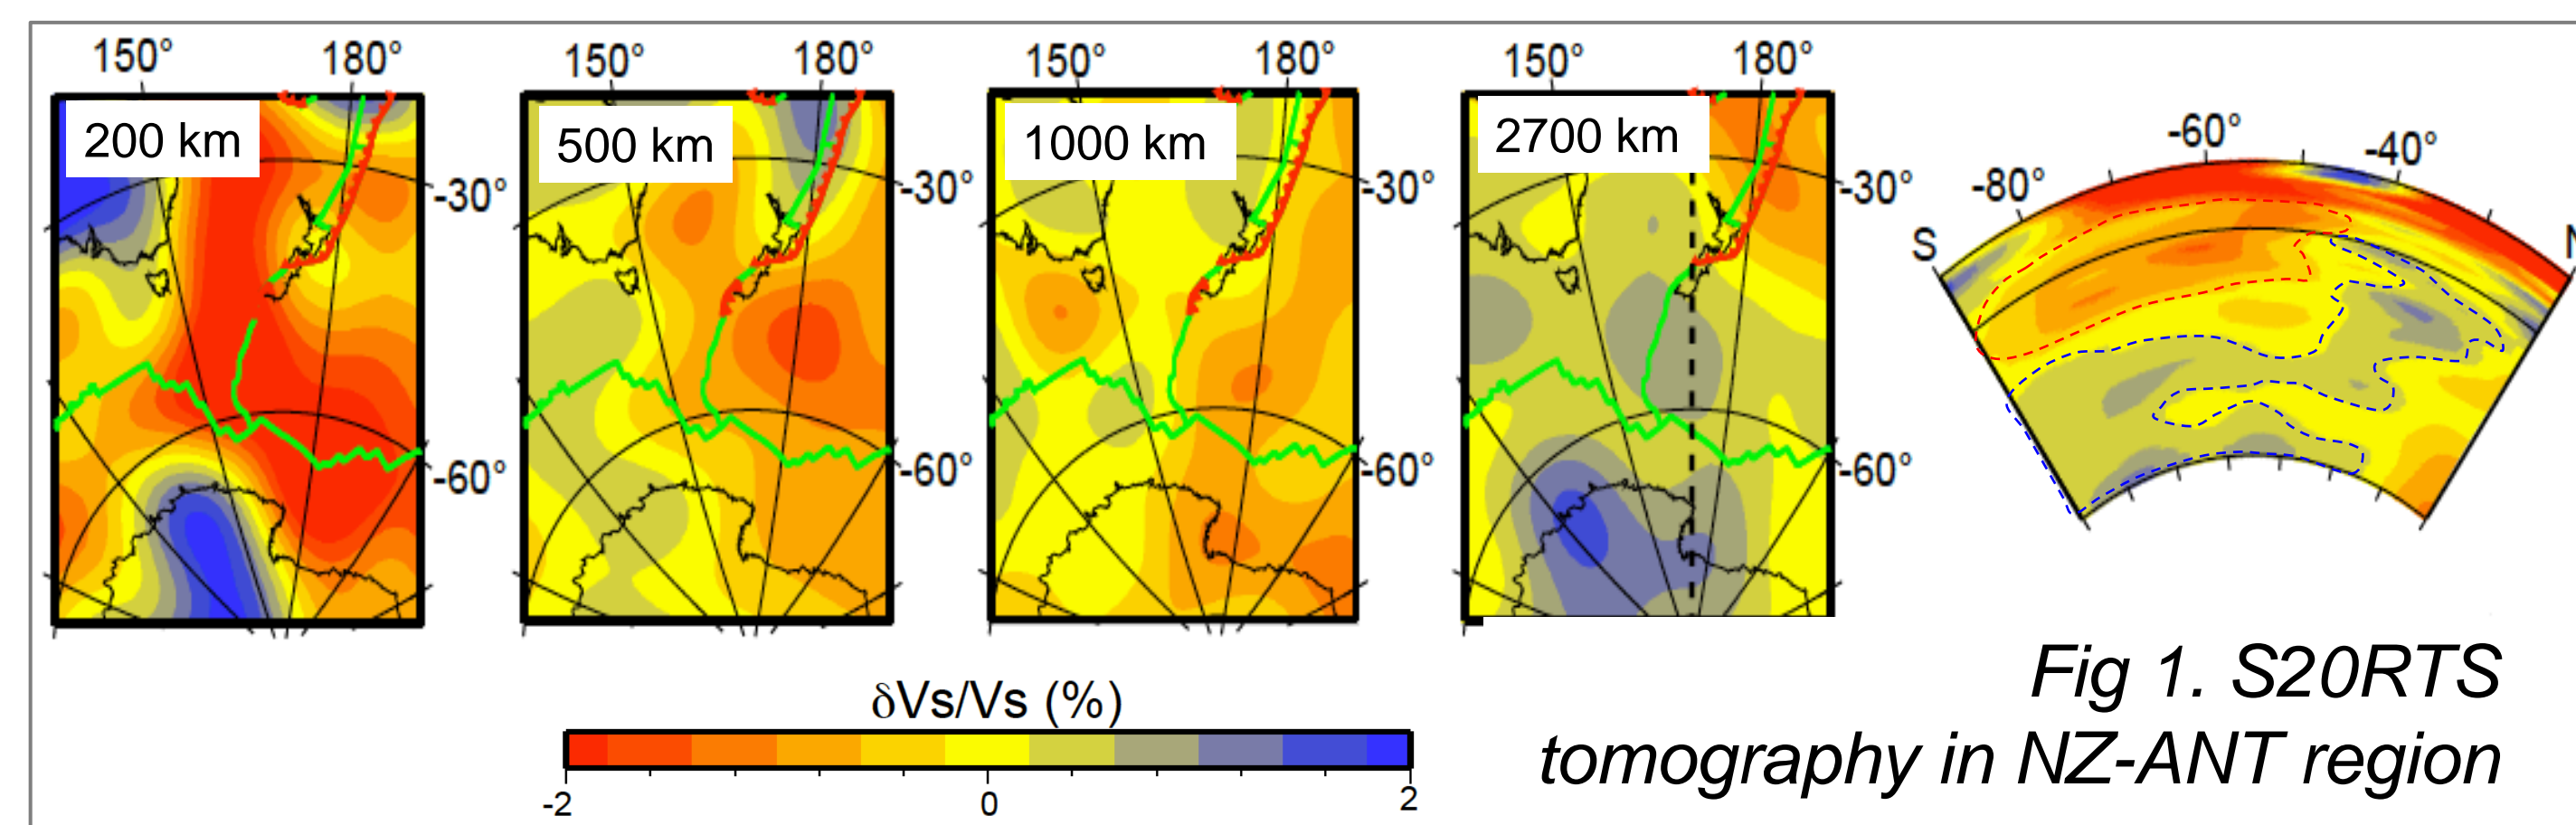 150° 180° 150° 180° 150° 180° 150° 180°
200 km 500 km 1000 km 2700 km
-30° -30° -30° -30°
-60° -60° -60° -60°
-80° -60° -40°
S N
δVs/Vs (%)
-2 0 2
Fig 1. S20RTS
tomography in NZ-ANT region